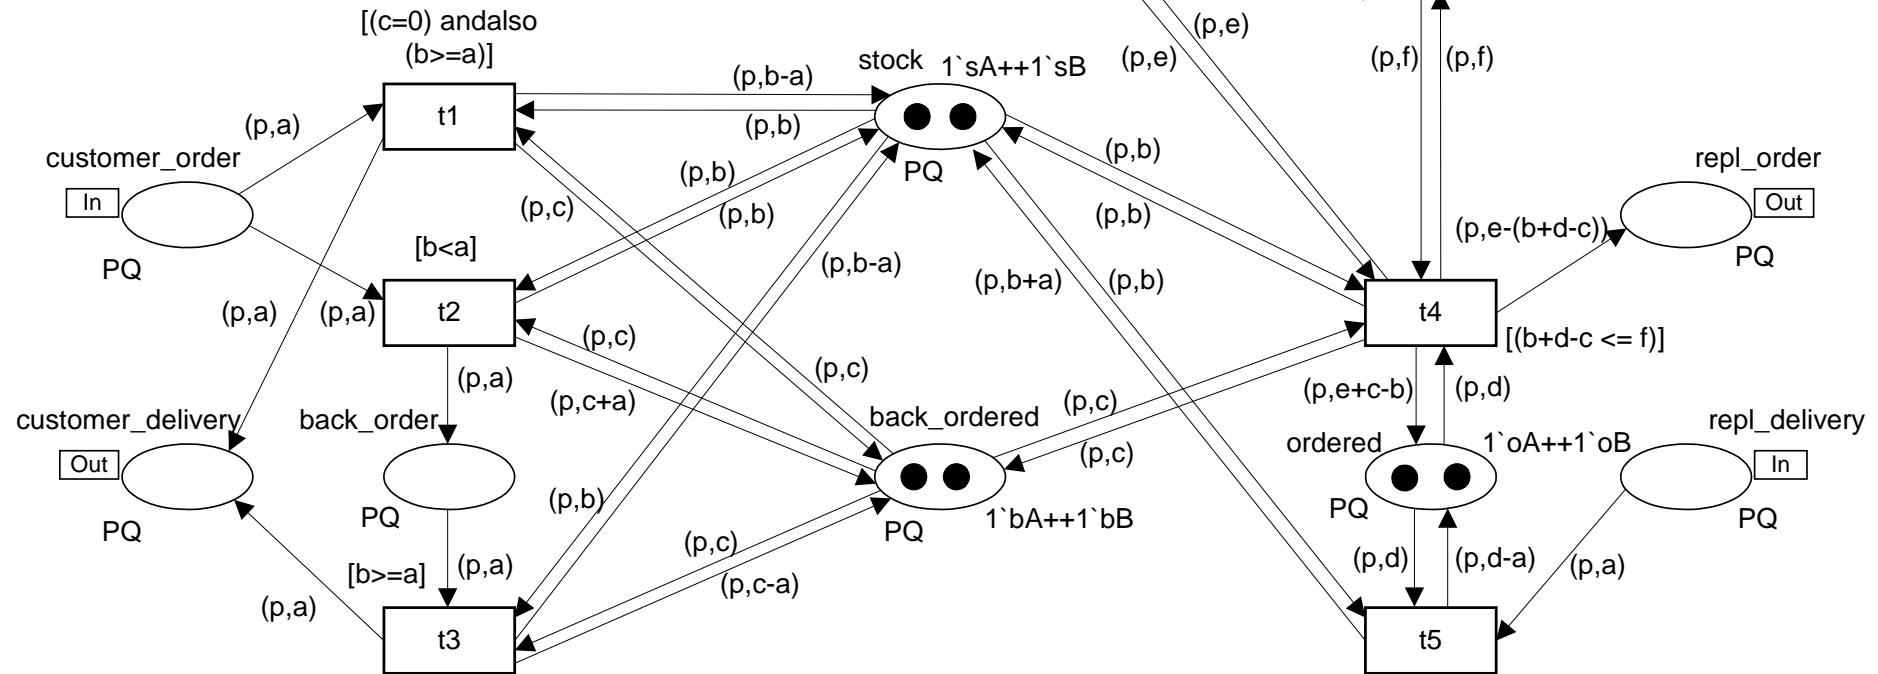 [(c=0) andalso
(b>=a)]
(p,e)
(p,e)
(p,f)
(p,f)
stock
1`sA++1`sB
(p,b-a)
t1
(p,b)
PQ
(p,a)
customer_order
In
PQ
(p,b)
(p,b)
(p,c)
(p,b)
(p,b)
repl_order
Out
PQ
(p,e-(b+d-c))
[b<a]
(p,b-a)
(p,b+a)
(p,b)
t2
(p,a)
(p,a)
t4
[(b+d-c <= f)]
(p,c)
(p,c+a)
(p,c)
(p,a)
(p,c)
(p,c)
(p,e+c-b)
(p,d)
customer_delivery
Out
PQ
back_order
PQ
back_ordered
PQ
1`bA++1`bB
ordered
1`oA++1`oB
PQ
repl_delivery
In
PQ
(p,b)
(p,c)
(p,c-a)
[b>=a]
(p,a)
(p,a)
t3
(p,d)
(p,d-a)
(p,a)
t5